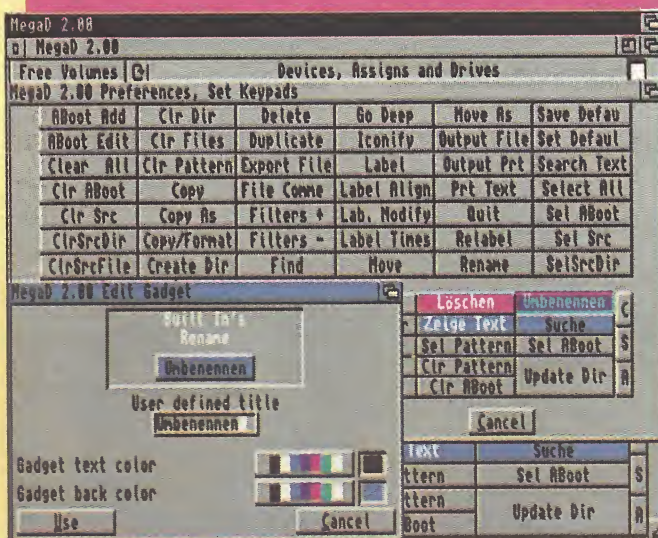 MegaD 2.00
MegaD 2.00
Free Volumes Devices, Assigns and Drives
MegaD 2.00 Preferences, Set Keypads
ABoot Add Clr Dir Delete Go Deep Move As Save Defau
ABoot Edit Clr Files Duplicate Iconify Output File Set Defaul
Clear All Clr Pattern Export File Label Output Prt Search Text
Clr ABoot Copy File Comme Label Align Prt Text Select All
Clr Src Copy As Filters + Lab. Modify Quit Sel ABoot
ClrSrcDir Copy/Format Filters - Label Times Relabel Sel Src
ClrSrcFile Create Dir Find Move Rename SelSrcDir
MegaD 2.00 Edit Gadget
Built In's
Rename
Umbenennen
User defined title
Umbenennen
Gadget text color
Gadget back color
Use Cancel
Löschen Umbenennen C
Zeige Text Suche
Sel Pattern Sel ABoot S
Clr Pattern Update Dir A
Clr ABoot
Cancel
Text Suche
ttern Sel ABoot S
ttern Update Dir A
Boot